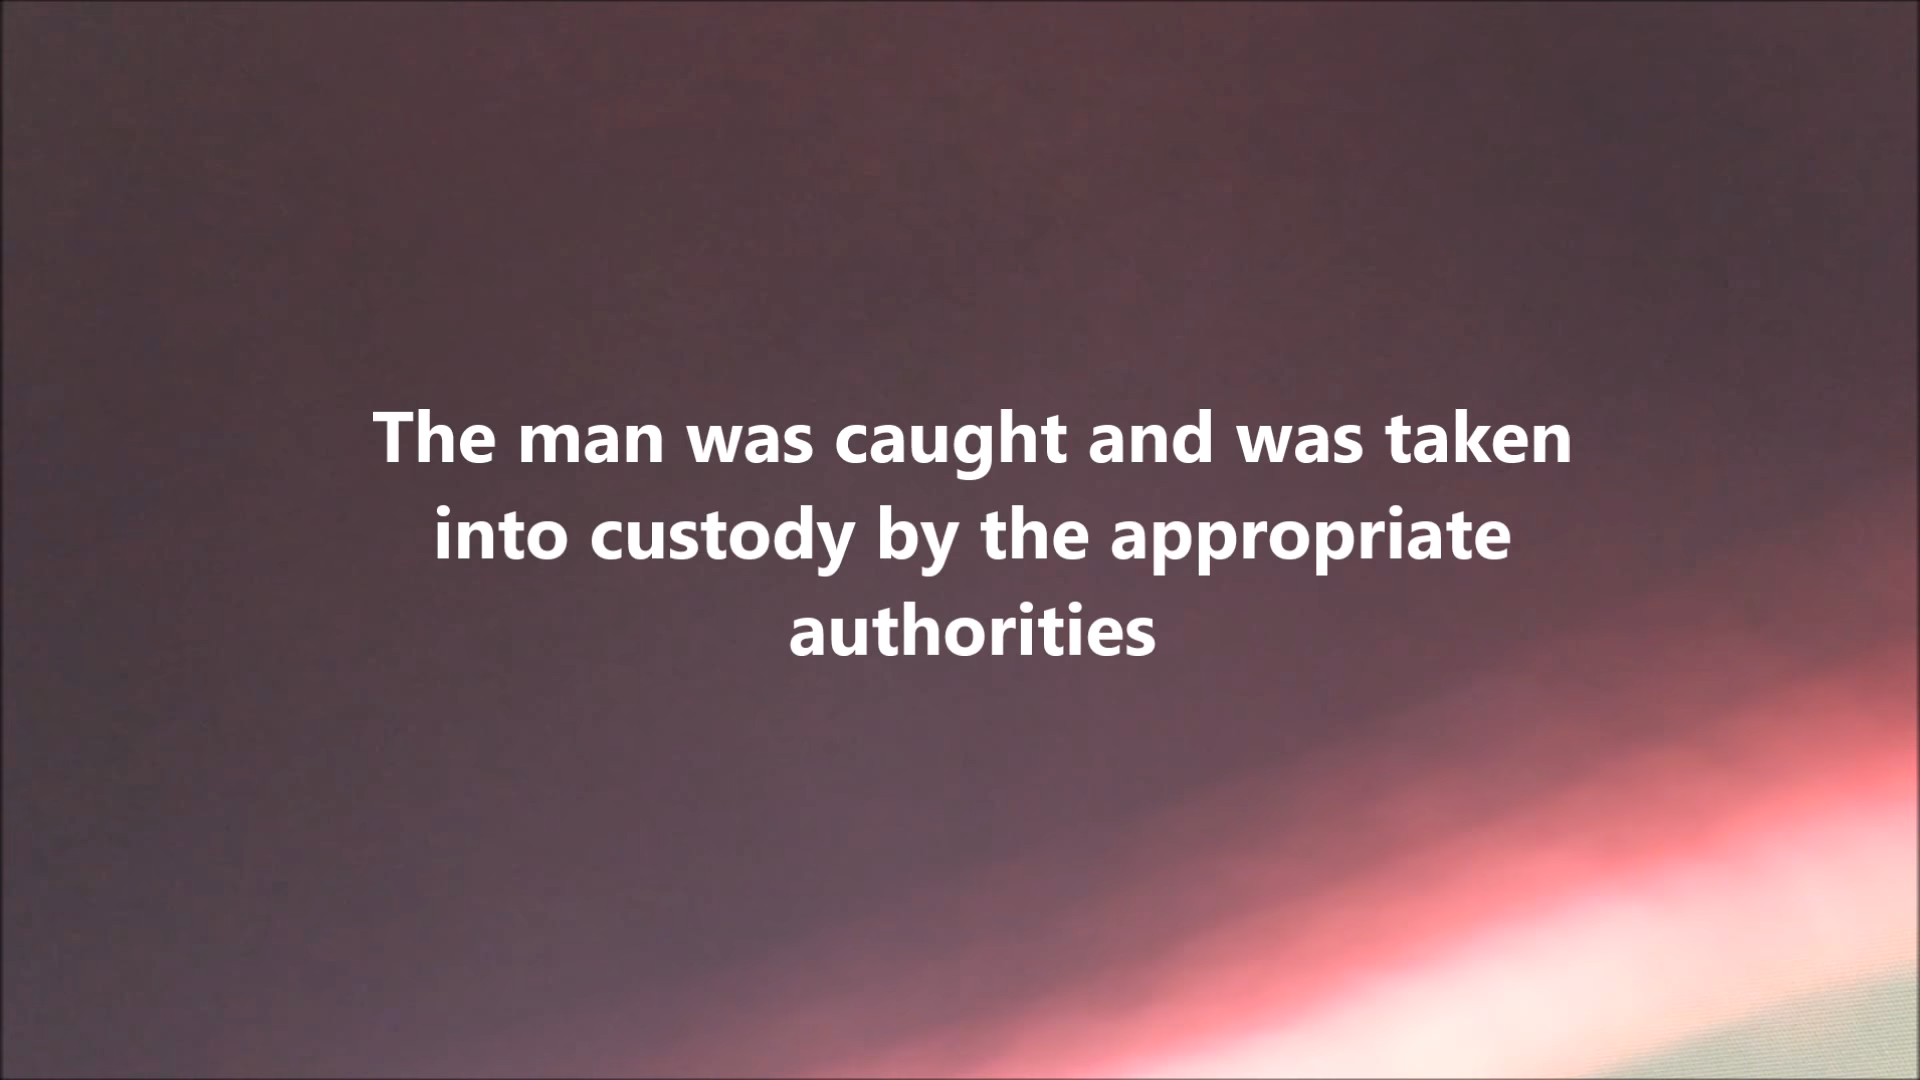 The man was caught and was taken
into custody by the appropriate
authorities